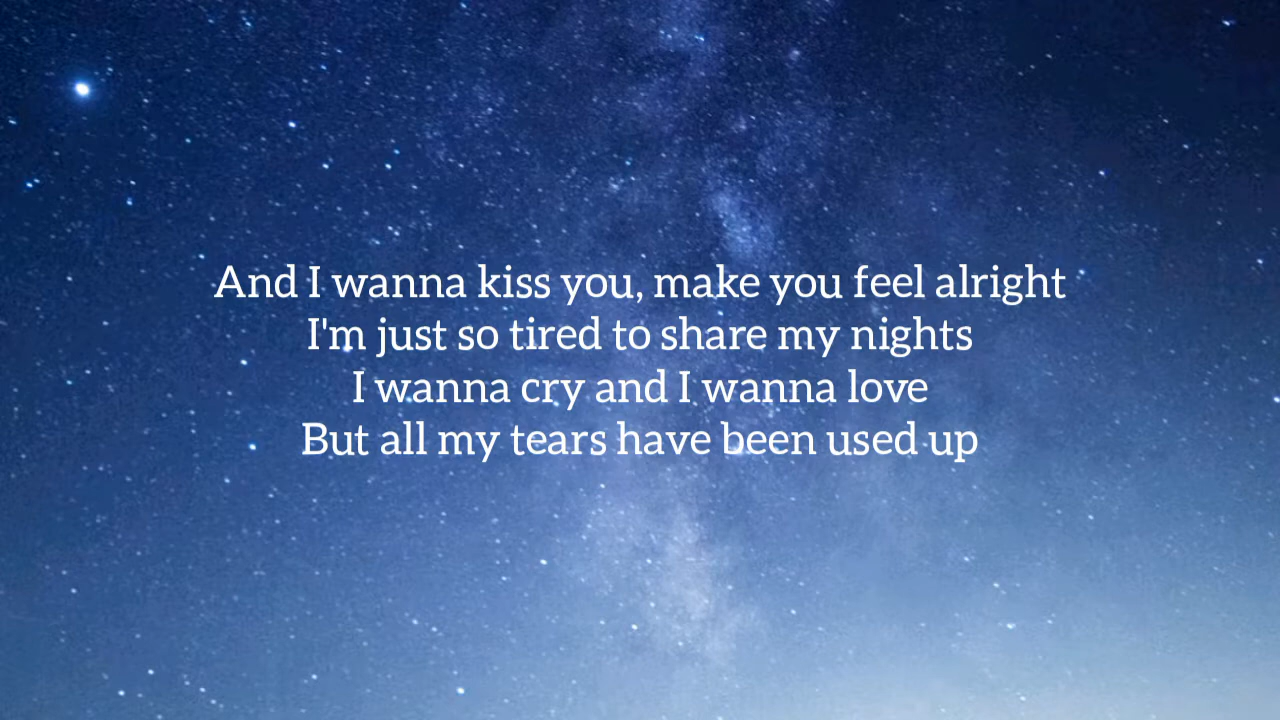 And I wanna kiss you, make you feel alright
I'm just so tired to share my nights
I wanna cry and I wanna love
But all my tears have been used up